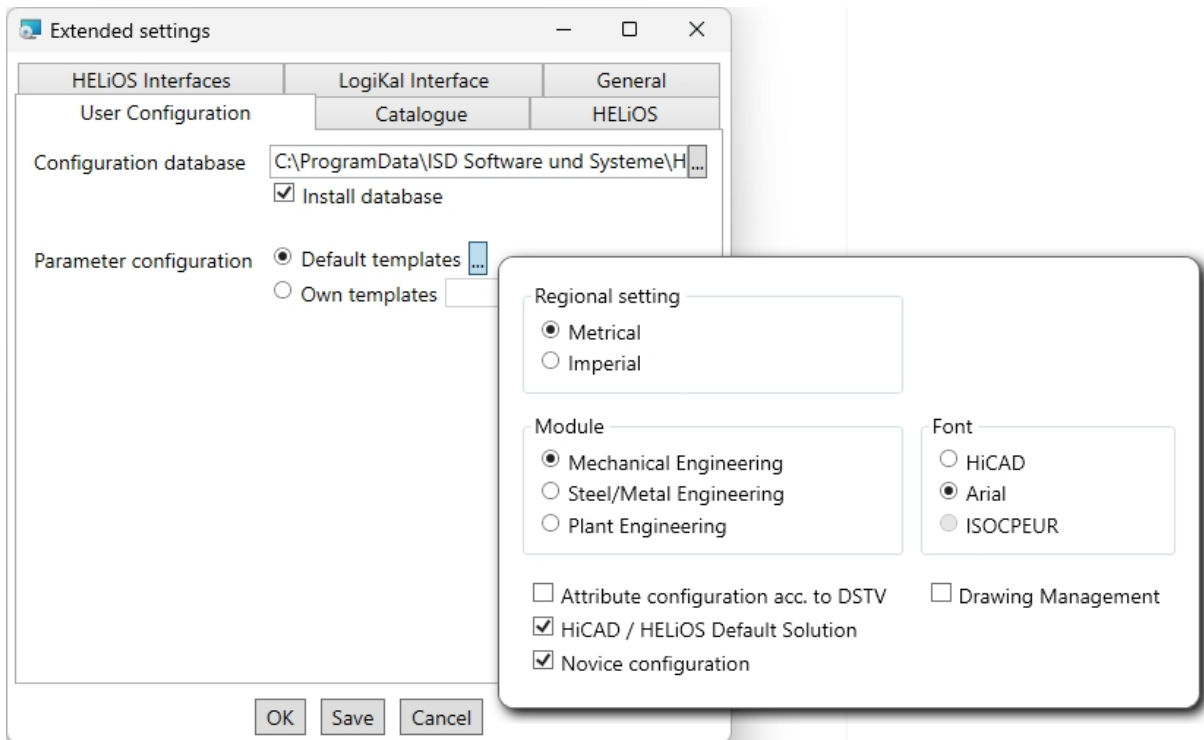 Extended settings
HELiOS Interfaces
LogiKal Interface
General
User Configuration
Catalogue
HELiOS
Configuration database
C:\ProgramData\ISD Software und Systeme\H
...
Install database
Parameter configuration
Default templates
...
Own templates
Regional setting
Metrical
Imperial
Module
Mechanical Engineering
Steel/Metal Engineering
Plant Engineering
Font
HiCAD
Arial
ISOCPEUR
Attribute configuration acc. to DSTV
Drawing Management
HiCAD / HELiOS Default Solution
Novice configuration
OK
Save
Cancel